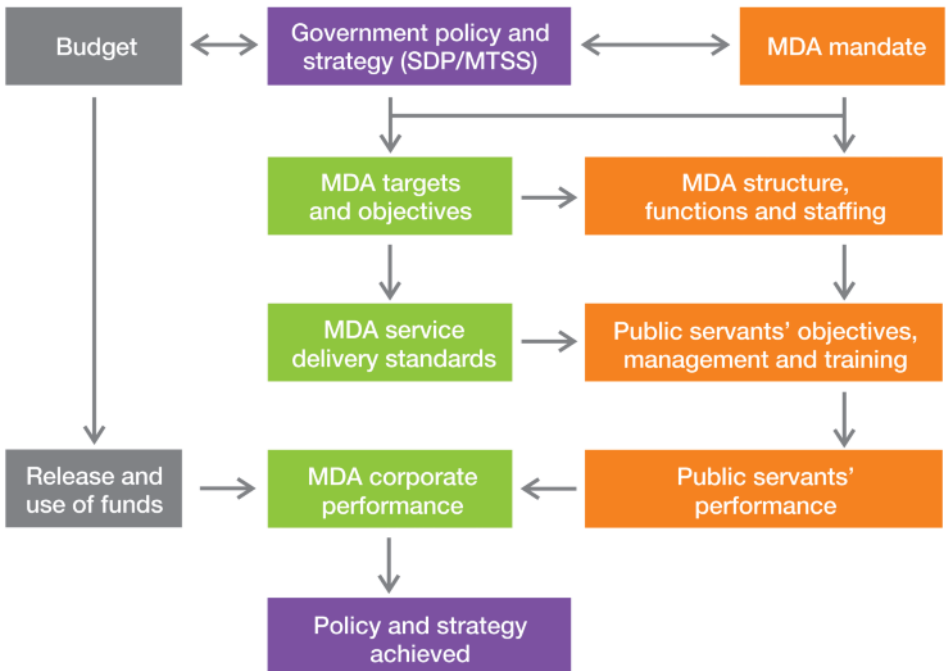 Budget
Government policy and
strategy (SDP/MTSS)
MDA mandate
MDA targets
and objectives
MDA structure,
functions and staffing
MDA service
delivery standards
Public servants’ objectives,
management and training
Release and
use of funds
MDA corporate
performance
Public servants’
performance
Policy and strategy
achieved